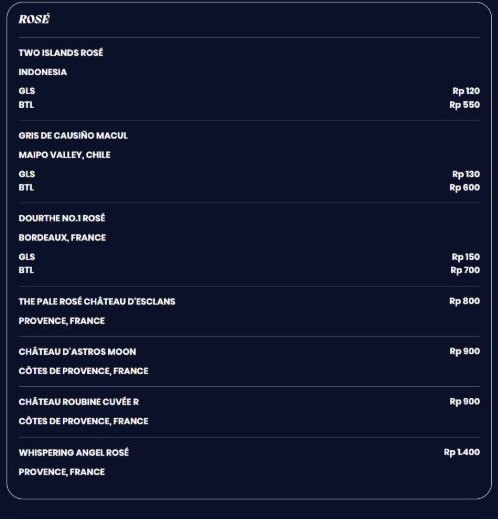 ROSÉ
TWO ISLANDS ROSÉ
INDONESIA
GLS Rp 120
BTL Rp 550
GRIS DE CAUSIÑO MACUL
MAIPO VALLEY, CHILE
GLS Rp 130
BTL Rp 600
DOURTHE NO.1 ROSÉ
BORDEAUX, FRANCE
GLS Rp 150
BTL Rp 700
THE PALE ROSÉ CHÂTEAU D'ESCLANS Rp 800
PROVENCE, FRANCE
CHÂTEAU D'ASTROS MOON Rp 900
CÔTES DE PROVENCE, FRANCE
CHÂTEAU ROUBINE CUVÉE R Rp 900
CÔTES DE PROVENCE, FRANCE
WHISPERING ANGEL ROSÉ Rp 1.400
PROVENCE, FRANCE